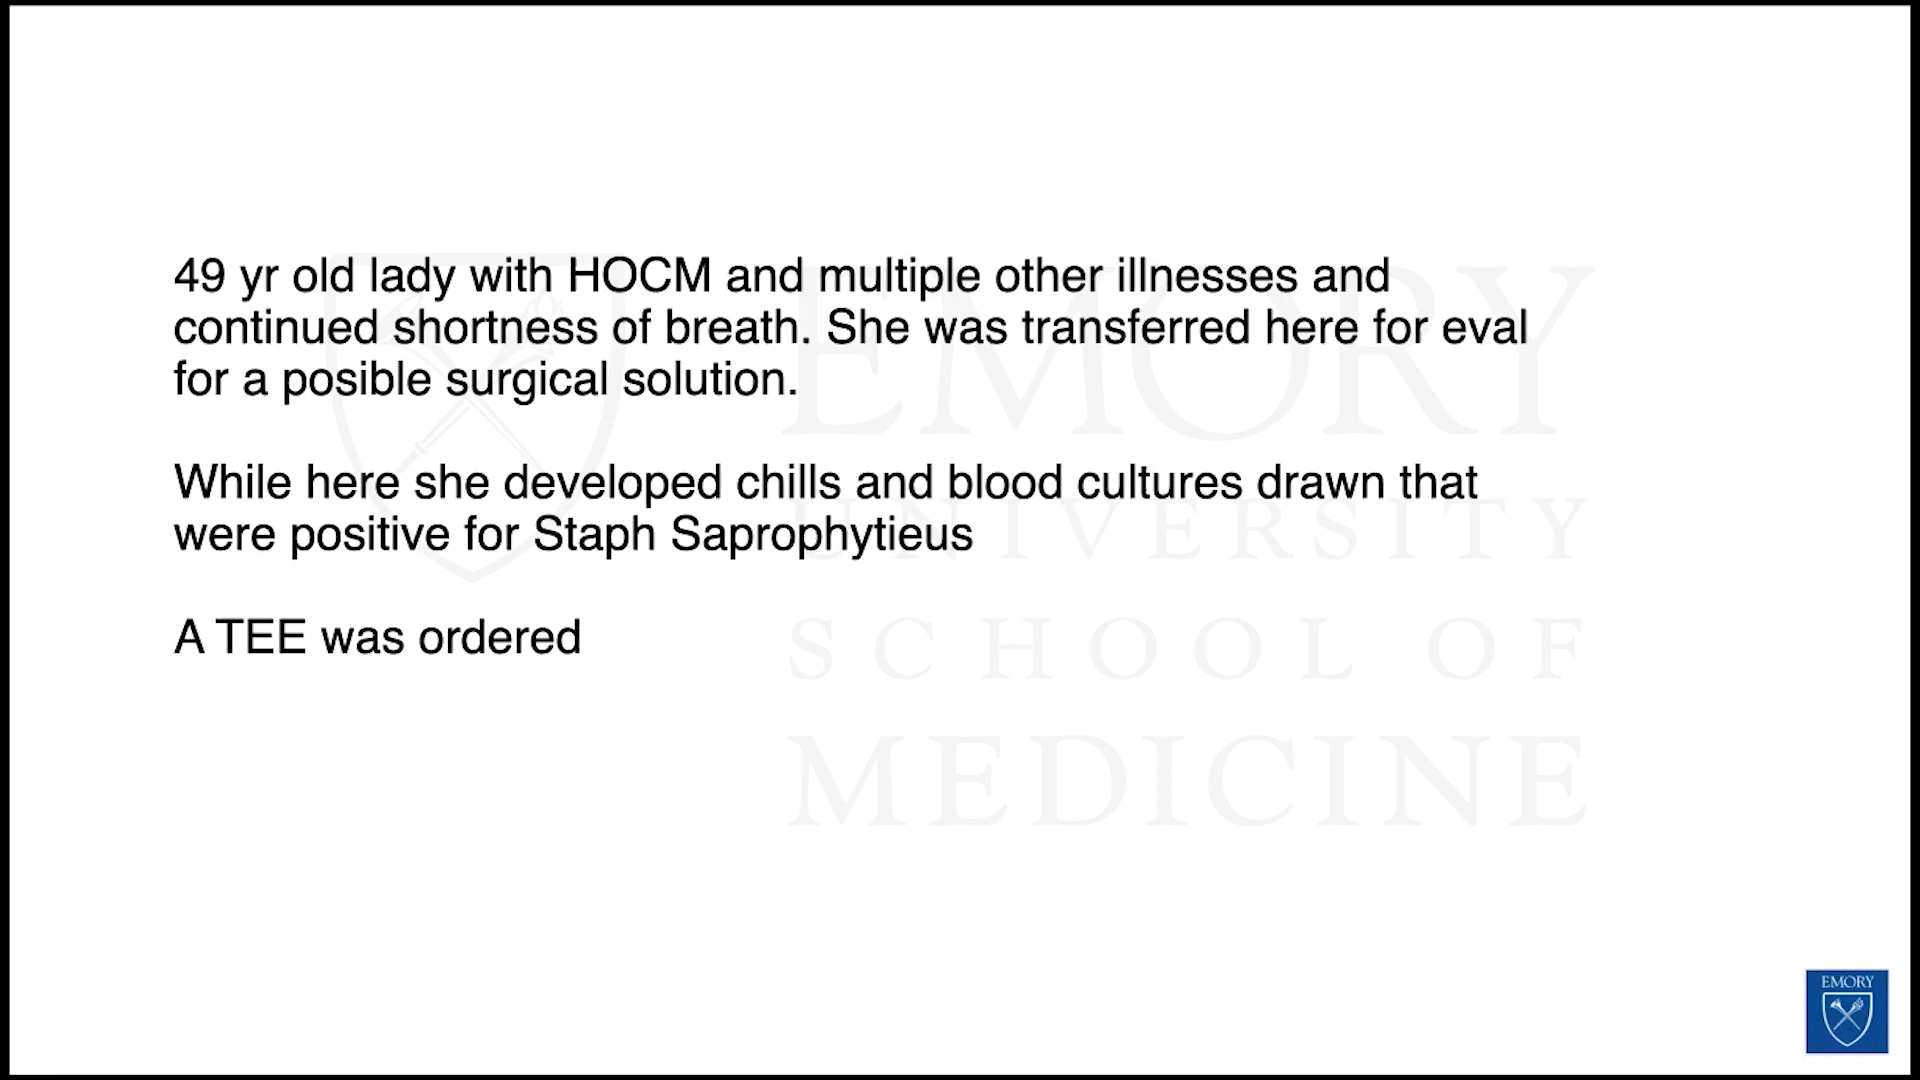 49 yr old lady with HOCM and multiple other illnesses and
continued shortness of breath. She was transferred here for eval
for a posible surgical solution.
While here she developed chills and blood cultures drawn that
were positive for Staph Saprophytieus
A TEE was ordered
EMORY
UNIVERSITY
SCHOOL OF
MEDICINE
EMORY